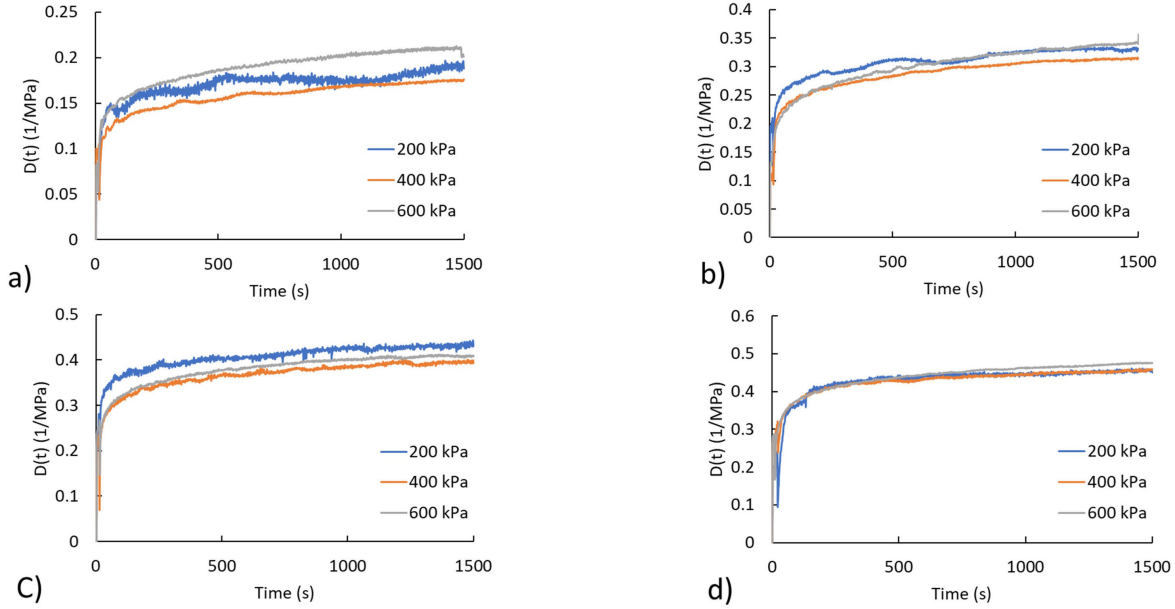 0.25
0.2
0.15
0.1
0.05
0
D(t) (1/MPa)
200 kPa
400 kPa
600 kPa
0 500 1000 1500
Time (s)
a)
0.4
0.35
0.3
0.25
0.2
0.15
0.1
0.05
0
D(t) (1/MPa)
200 kPa
400 kPa
600 kPa
0 500 1000 1500
Time (s)
b)
0.5
0.4
0.3
0.2
0.1
0
D(t) (1/MPa)
200 kPa
400 kPa
600 kPa
0 500 1000 1500
Time (s)
C)
0.6
0.5
0.4
0.3
0.2
0.1
0
D(t) (1/MPa)
200 kPa
400 kPa
600 kPa
0 500 1000 1500
Time (s)
d)